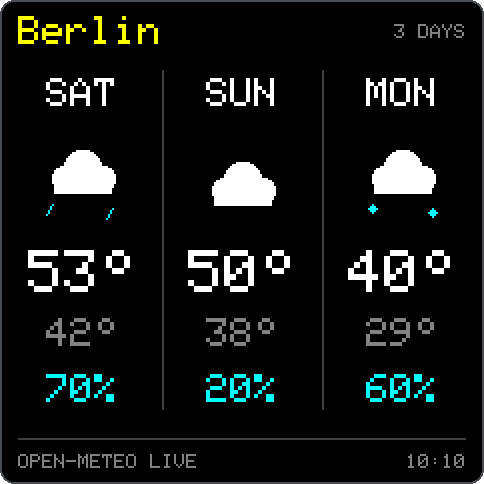 Berlin 3 DAYS
SAT SUN MON
53° 50° 40°
42° 38° 29°
70% 20% 60%
OPEN-METEO LIVE 10:10